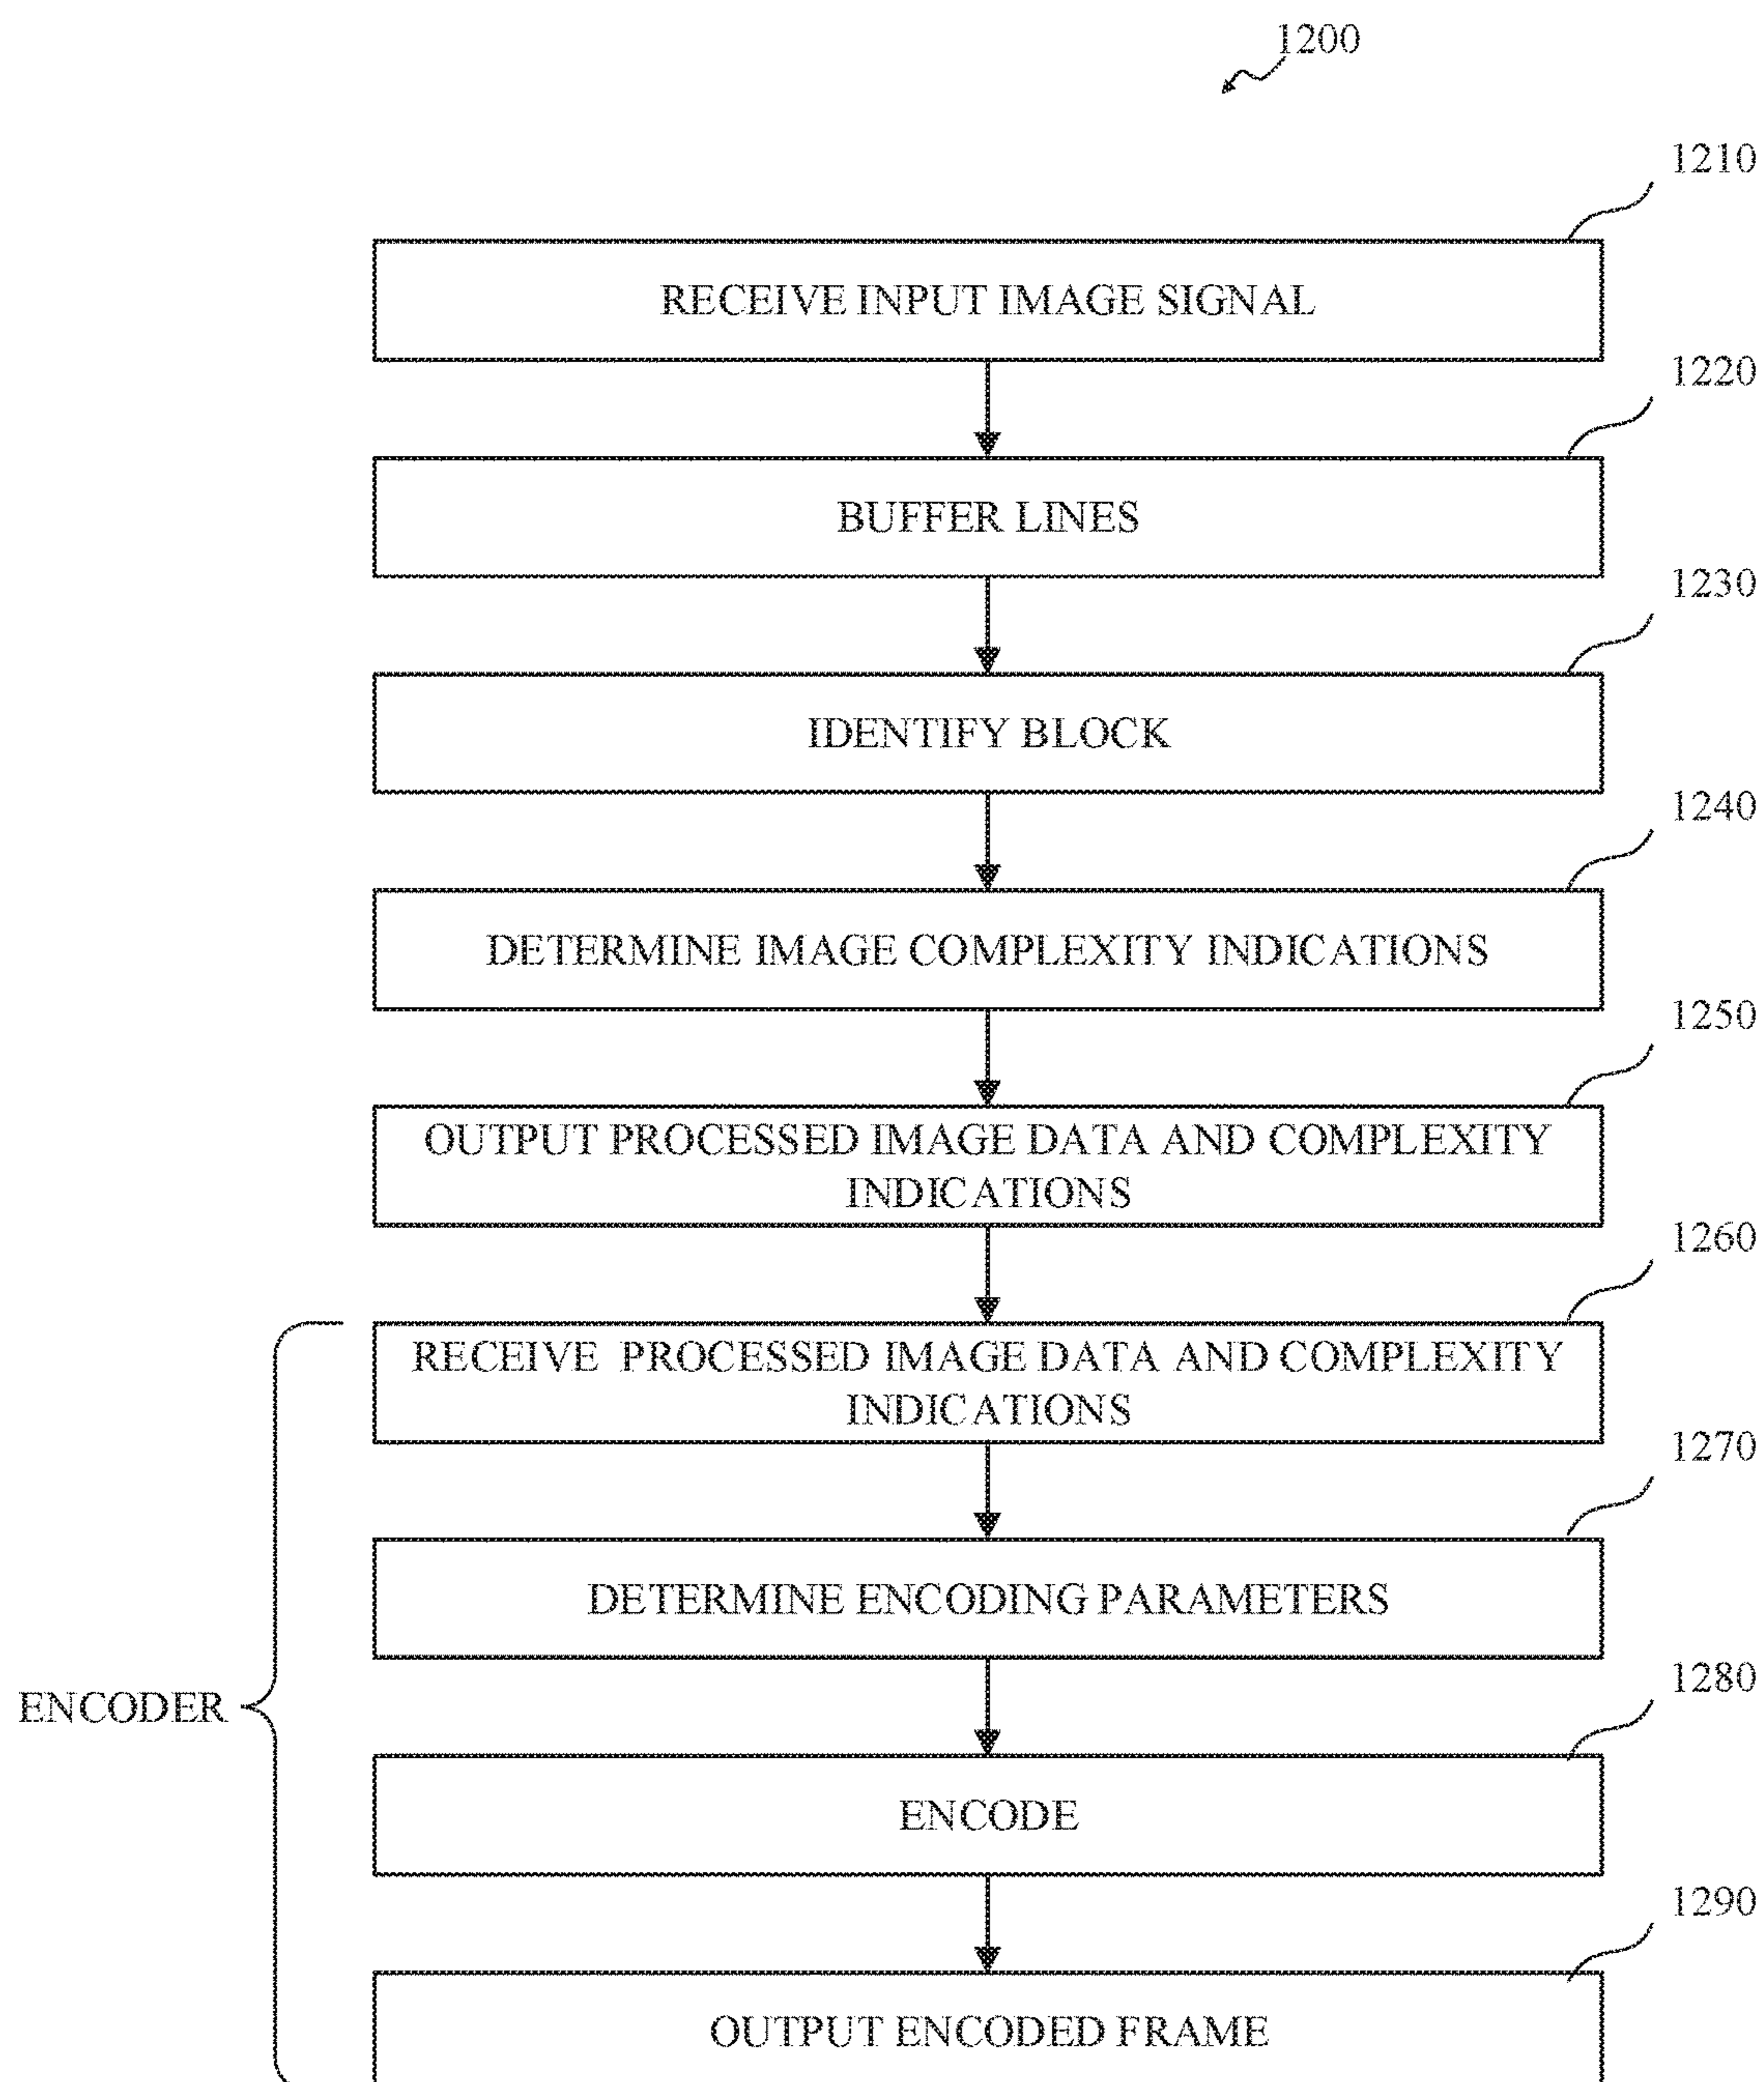 1200
1210
RECEIVE INPUT IMAGE SIGNAL
1220
BUFFER LINES
1230
IDENTIFY BLOCK
1240
DETERMINE IMAGE COMPLEXITY INDICATIONS
1250
OUTPUT PROCESSED IMAGE DATA AND COMPLEXITY
INDICATIONS
1260
RECEIVE PROCESSED IMAGE DATA AND COMPLEXITY
INDICATIONS
1270
DETERMINE ENCODING PARAMETERS
1280
ENCODER
ENCODE
1290
OUTPUT ENCODED FRAME